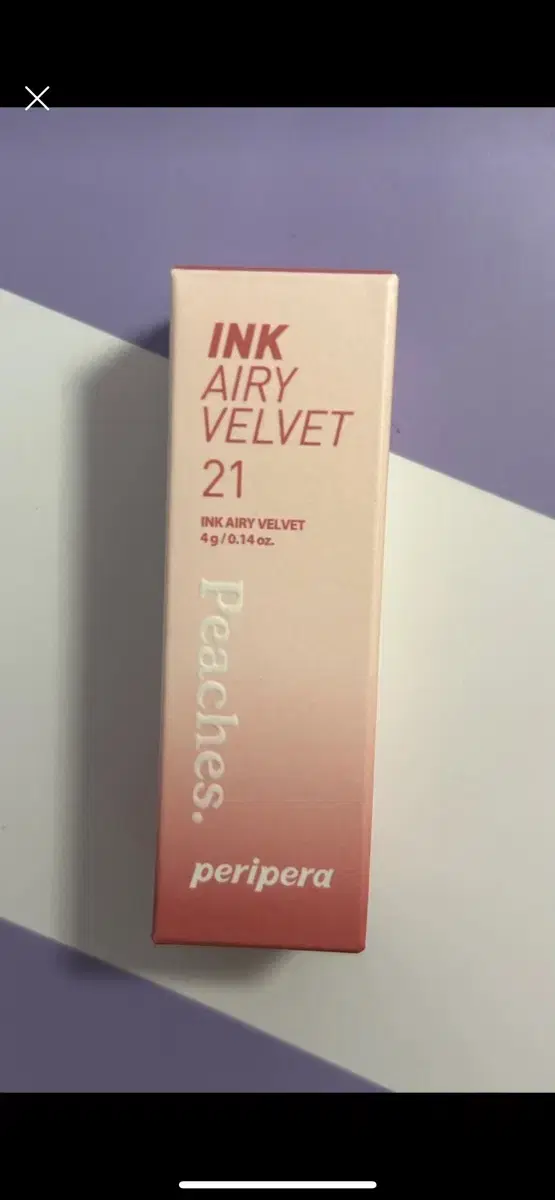 INK
AIRY
VELVET
21
INK AIRY VELVET
4 g / 0.14 oz.
Peaches.
peripera